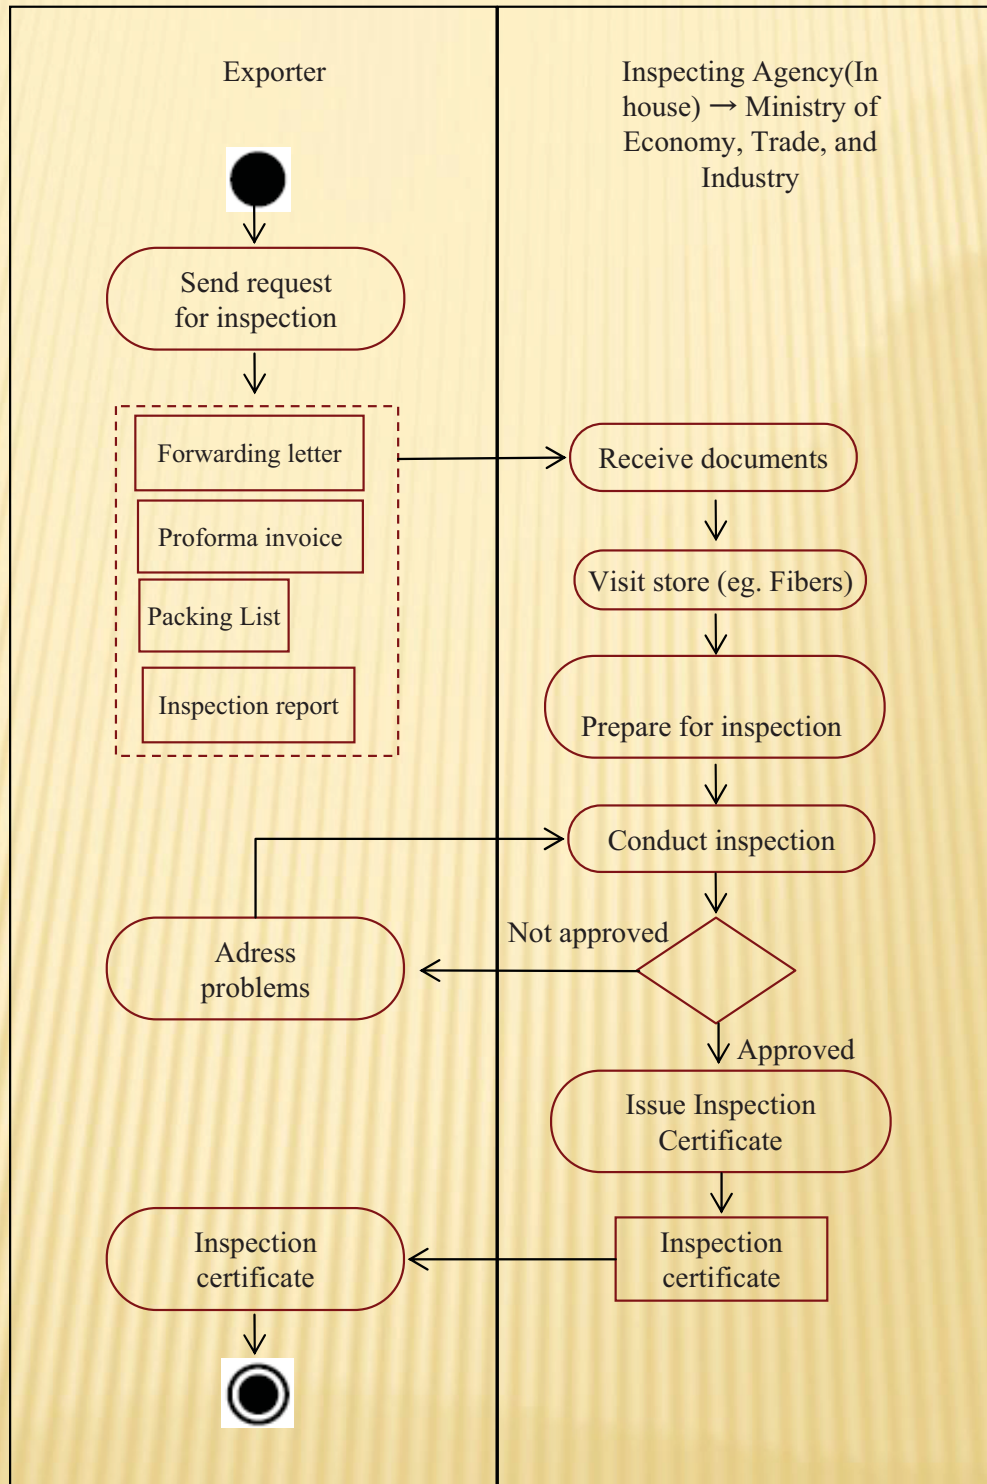 Exporter
Inspecting Agency(In
house) → Ministry of
Economy, Trade, and
Industry
Send request
for inspection
Forwarding letter
Proforma invoice
Packing List
Inspection report
Receive documents
Visit store (eg. Fibers)
Prepare for inspection
Conduct inspection
Not approved
Adress
problems
Approved
Issue Inspection
Certificate
Inspection
certificate
Inspection
certificate